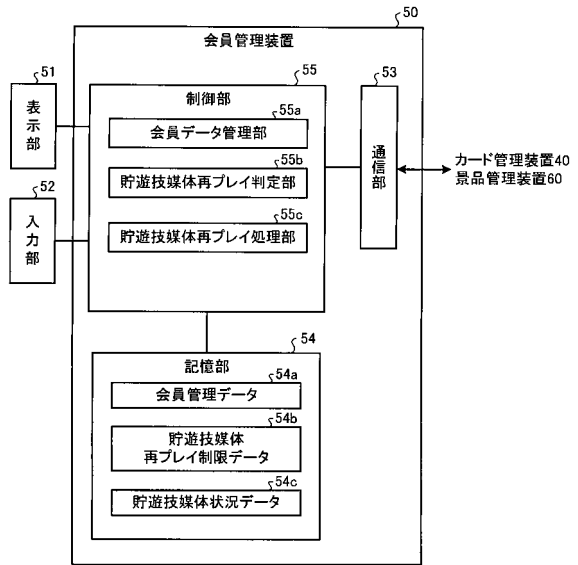 50
会員管理装置
51
表示部
52
入力部
55
制御部
55a
会員データ管理部
55b
貯遊技媒体再プレイ判定部
55c
貯遊技媒体再プレイ処理部
53
通信部
カード管理装置40
景品管理装置60
54
記憶部
54a
会員管理データ
54b
貯遊技媒体
再プレイ制限データ
54c
貯遊技媒体状況データ